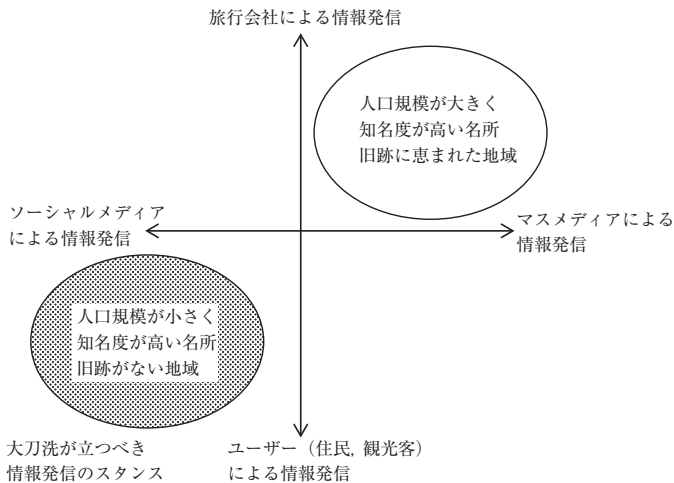 旅行会社による情報発信
人口規模が大きく
知名度が高い名所
旧跡に恵まれた地域
ソーシャルメディア
による情報発信
マスメディアによる
情報発信
人口規模が小さく
知名度が高い名所
旧跡がない地域
大刀洗が立つべき
情報発信のスタンス
ユーザー（住民, 観光客）
による情報発信